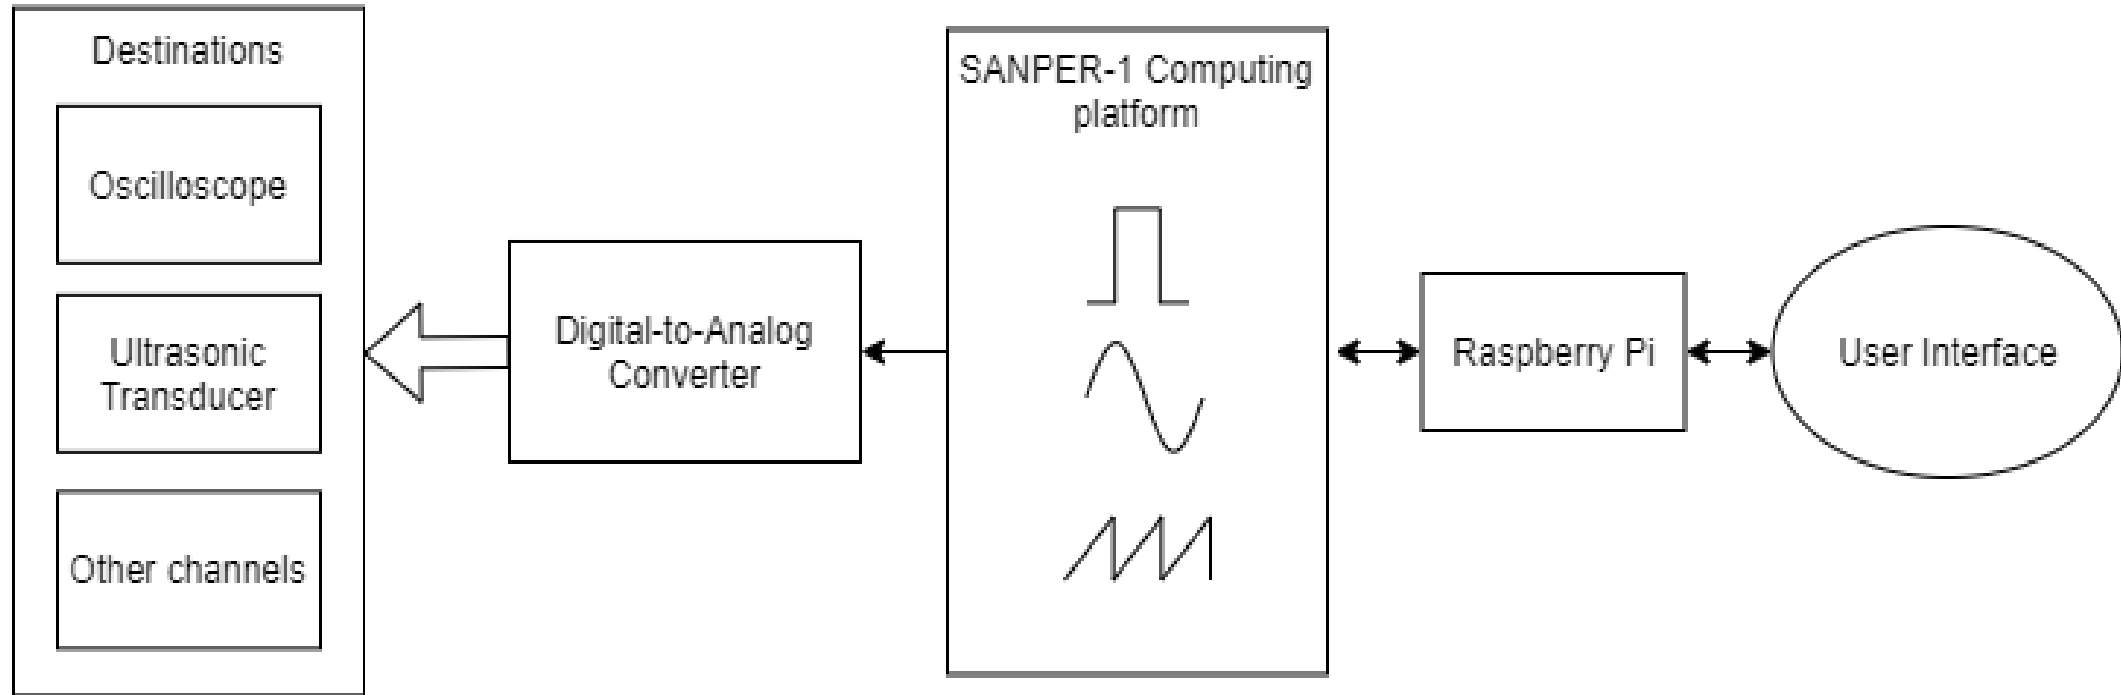 Destinations
Oscilloscope
Ultrasonic
Transducer
Other channels
Digital-to-Analog
Converter
SANPER-1 Computing
platform
Raspberry Pi
User Interface